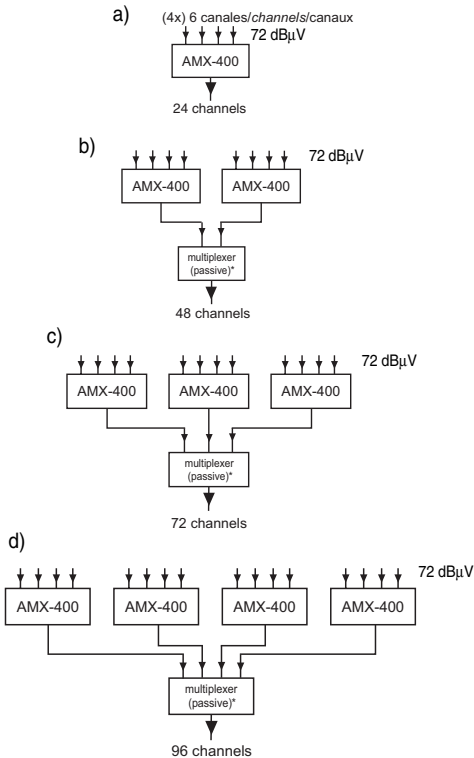 a)
(4x) 6 canales/channels/canaux
72 dBµV
AMX-400
24 channels
b)
72 dBµV
AMX-400 AMX-400
multiplexer
(passive)*
48 channels
c)
72 dBµV
AMX-400 AMX-400 AMX-400
multiplexer
(passive)*
72 channels
d)
72 dBµV
AMX-400 AMX-400 AMX-400 AMX-400
multiplexer
(passive)*
96 channels